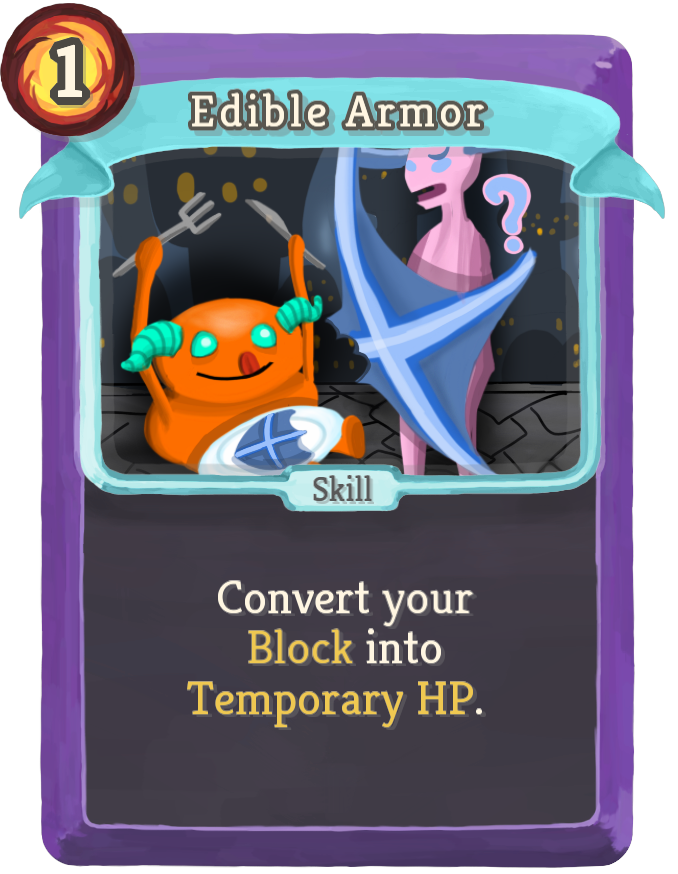 1
Edible Armor
?
Skill
Convert your
Block into
Temporary HP.